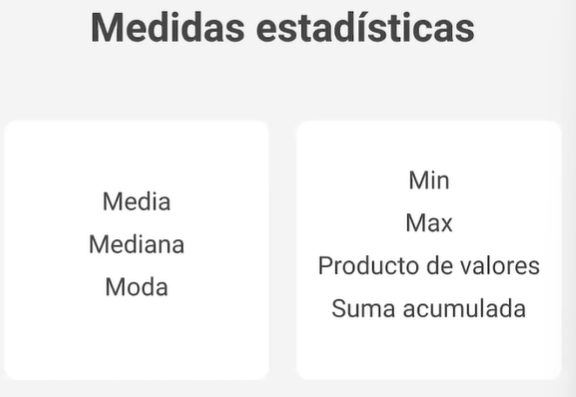 Medidas estadísticas
Media
Mediana
Moda
Min
Max
Producto de valores
Suma acumulada